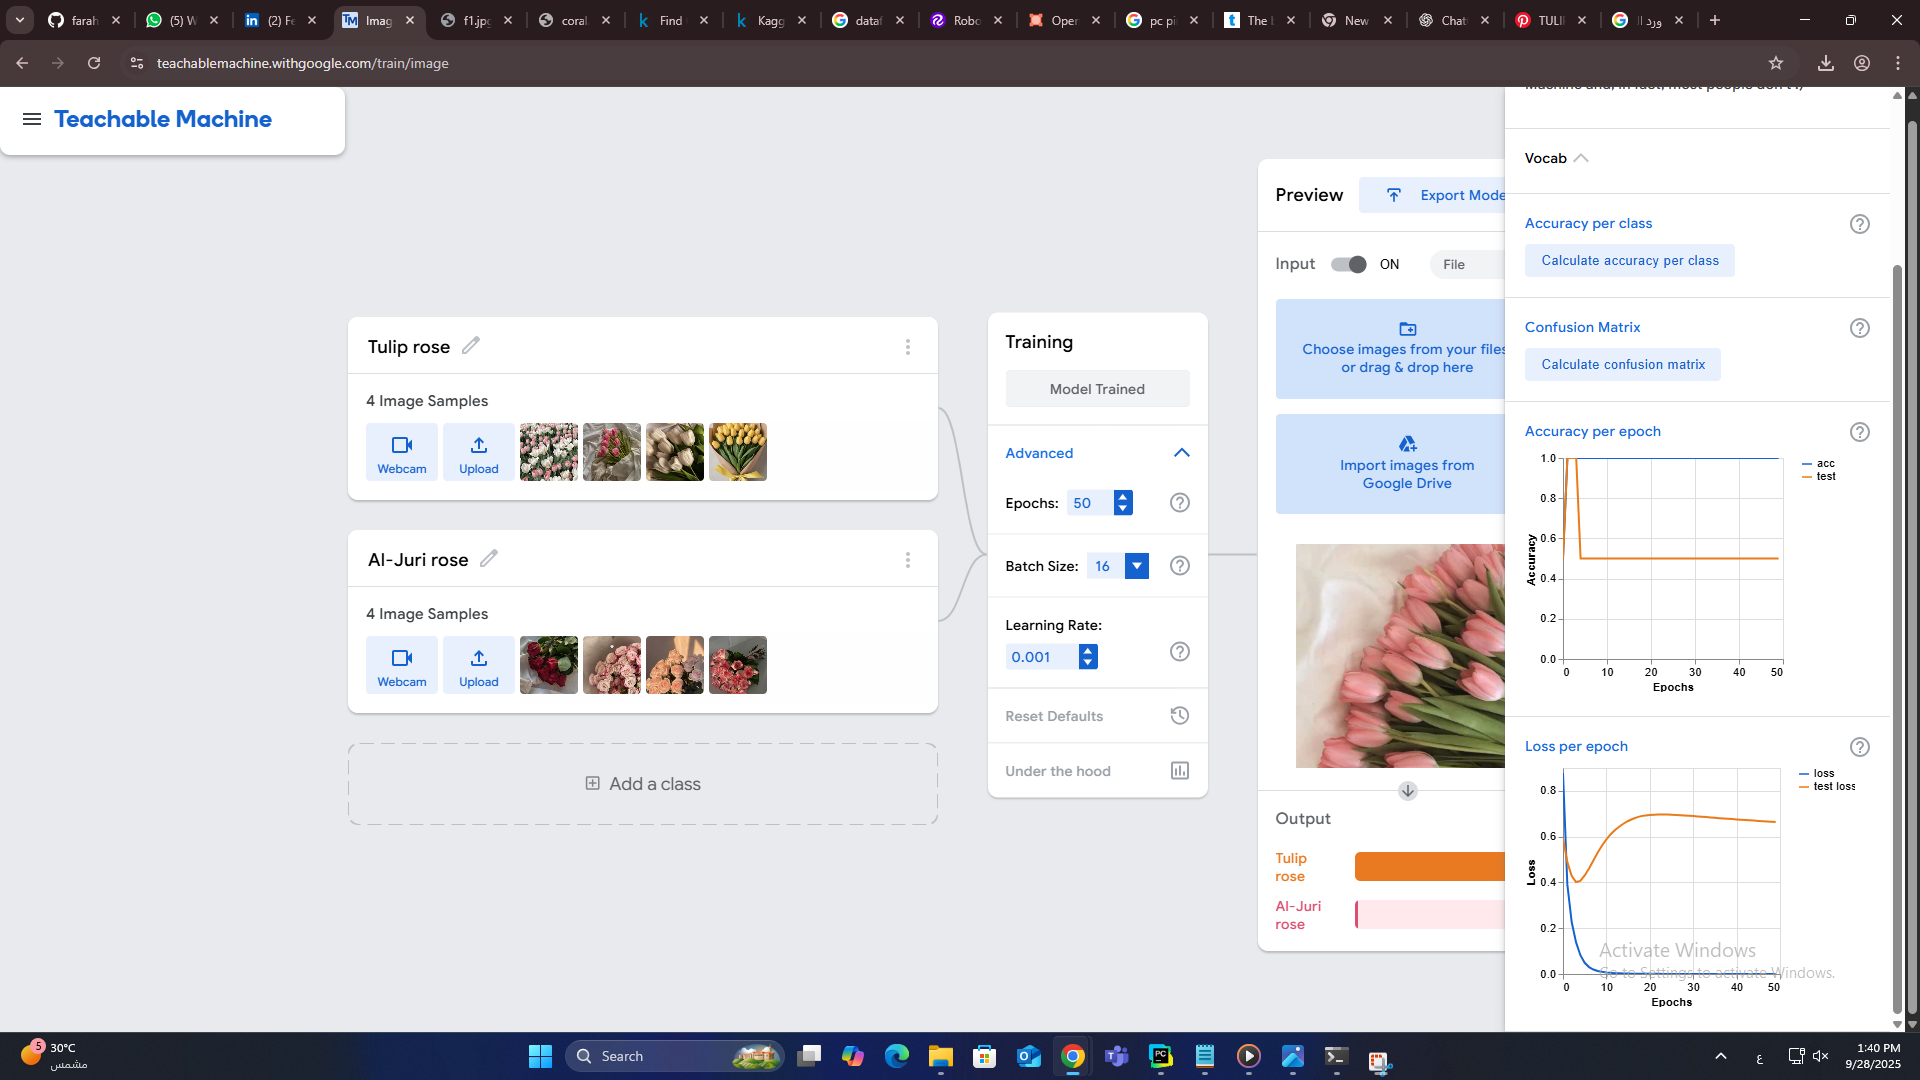 farah
(5) W
(2) Fe
Imag
f1.jpg
coral.
Find
Kagg
dataf
Robo
Oper
pc pi
The L
New
Chat
TULI
ورد ال
teachablemachine.withgoogle.com/train/image
Teachable Machine
Tulip rose
4 Image Samples
Webcam
Upload
Al-Juri rose
4 Image Samples
Webcam
Upload
Add a class
Training
Model Trained
Advanced
Epochs: 50
Batch Size: 16
Learning Rate:
0.001
Reset Defaults
Under the hood
Preview
Export Mode
Input
ON
File
Choose images from your files
or drag & drop here
Import images from
Google Drive
Output
Tulip
rose
Al-Juri
rose
Vocab
Accuracy per class
Calculate accuracy per class
Confusion Matrix
Calculate confusion matrix
Accuracy per epoch
1.0
0.8
0.6
0.4
0.2
0.0
0 10 20 30 40 50
Accuracy
Epochs
acc
test
Loss per epoch
0.8
0.6
0.4
0.2
0.0
0 10 20 30 40 50
Loss
Epochs
loss
test loss
Activate Windows
Go to Settings to activate Windows.
5
30°C
مشمس
Search
ع
1:40 PM
9/28/2025